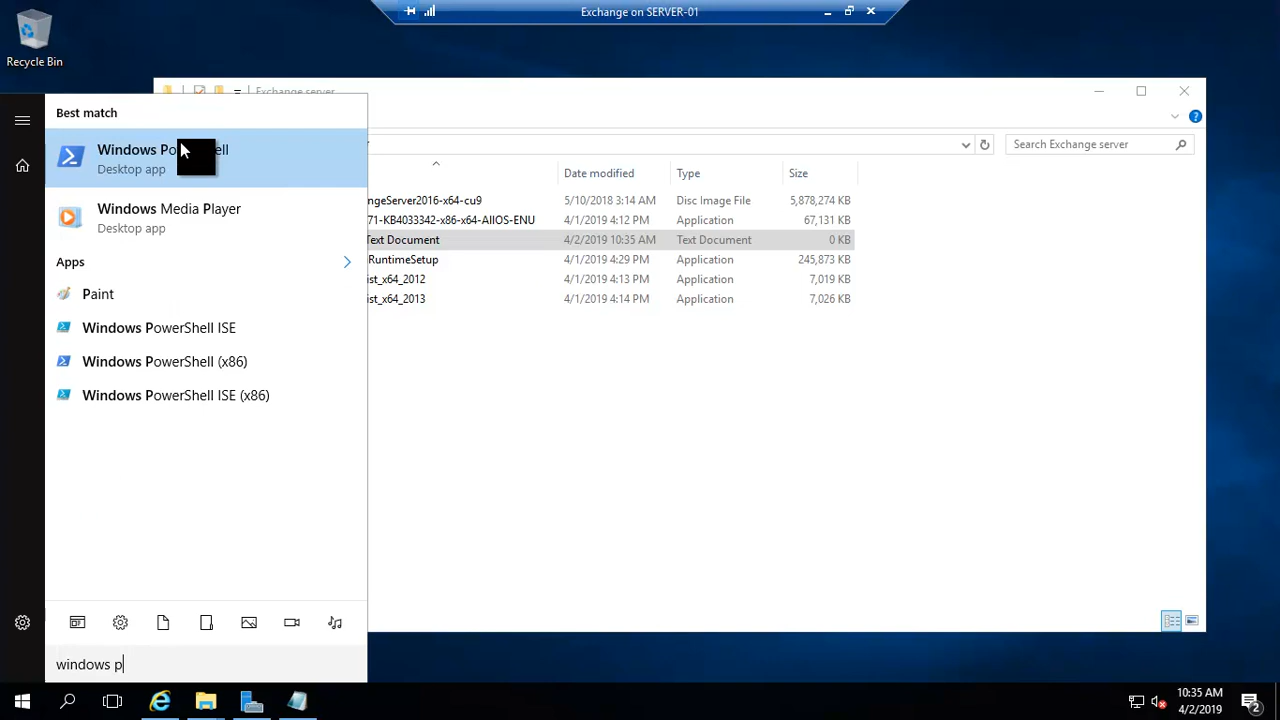 Exchange on SERVER-01
Recycle Bin
Exchange server
Best match
Windows Po ell
Desktop app
Windows Media Player
Desktop app
Apps
Paint
Windows PowerShell ISE
Windows PowerShell (x86)
Windows PowerShell ISE (x86)
windows p
Search Exchange server
Date modified Type Size
ngeServer2016-x64-cu9 5/10/2018 3:14 AM Disc Image File 5,878,274 KB
71-KB4033342-x86-x64-AIIOS-ENU 4/1/2019 4:12 PM Application 67,131 KB
Text Document 4/2/2019 10:35 AM Text Document 0 KB
RuntimeSetup 4/1/2019 4:29 PM Application 245,873 KB
ist_x64_2012 4/1/2019 4:13 PM Application 7,019 KB
ist_x64_2013 4/1/2019 4:14 PM Application 7,026 KB
10:35 AM
4/2/2019
2